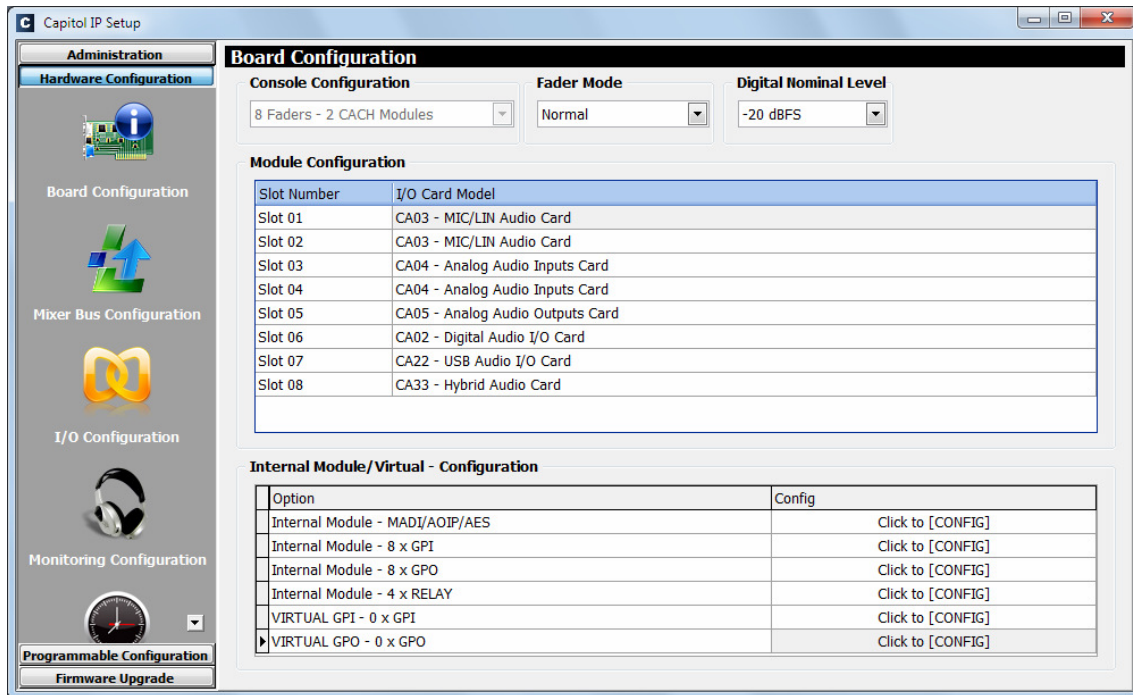 C Capitol IP Setup
Administration
Hardware Configuration
Board Configuration
Mixer Bus Configuration
I/O Configuration
Monitoring Configuration
Programmable Configuration
Firmware Upgrade
Board Configuration
Console Configuration
8 Faders - 2 CACH Modules
Fader Mode
Normal
Digital Nominal Level
-20 dBFS
Module Configuration
Slot Number I/O Card Model
Slot 01 CA03 - MIC/LIN Audio Card
Slot 02 CA03 - MIC/LIN Audio Card
Slot 03 CA04 - Analog Audio Inputs Card
Slot 04 CA04 - Analog Audio Inputs Card
Slot 05 CA05 - Analog Audio Outputs Card
Slot 06 CA02 - Digital Audio I/O Card
Slot 07 CA22 - USB Audio I/O Card
Slot 08 CA33 - Hybrid Audio Card
Internal Module/Virtual - Configuration
Option Config
Internal Module - MADI/AOIP/AES Click to [CONFIG]
Internal Module - 8 x GPI Click to [CONFIG]
Internal Module - 8 x GPO Click to [CONFIG]
Internal Module - 4 x RELAY Click to [CONFIG]
VIRTUAL GPI - 0 x GPI Click to [CONFIG]
VIRTUAL GPO - 0 x GPO Click to [CONFIG]